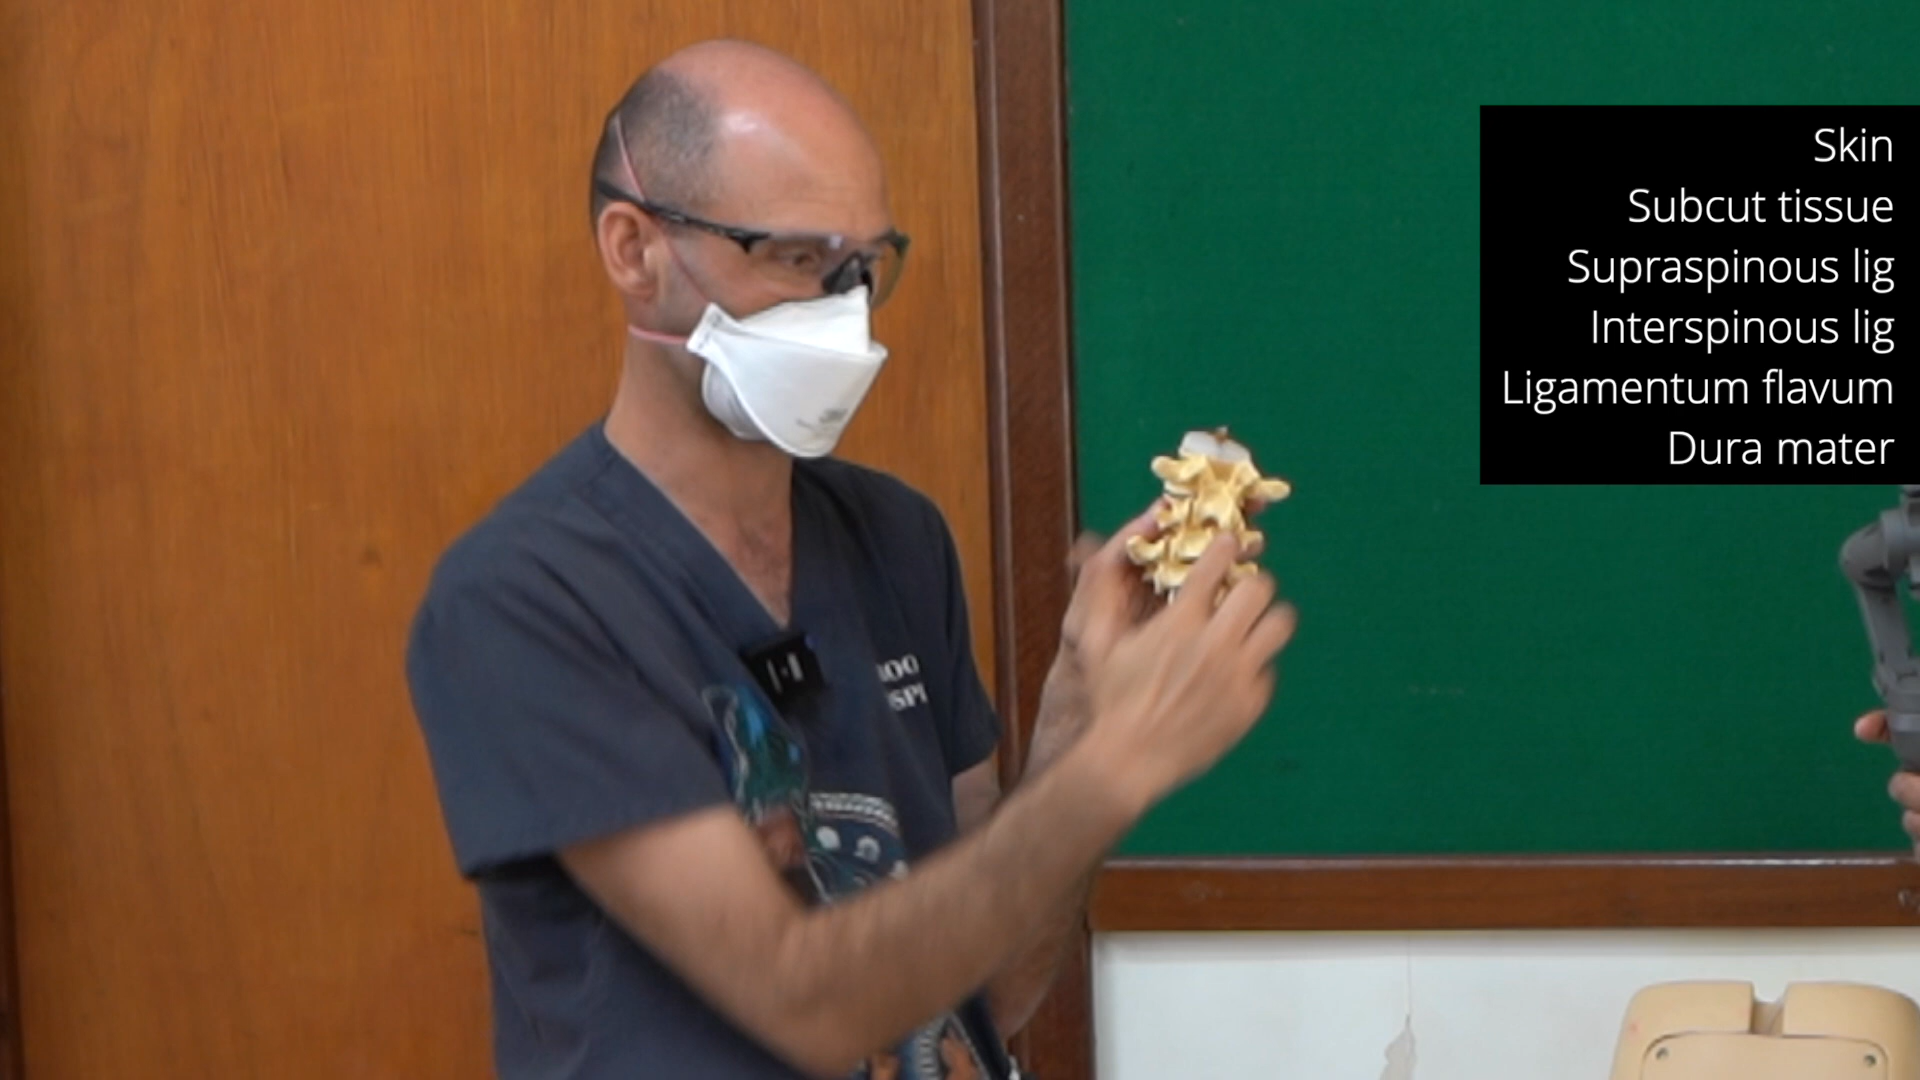 Skin
Subcut tissue
Supraspinous lig
Interspinous lig
Ligamentum flavum
Dura mater